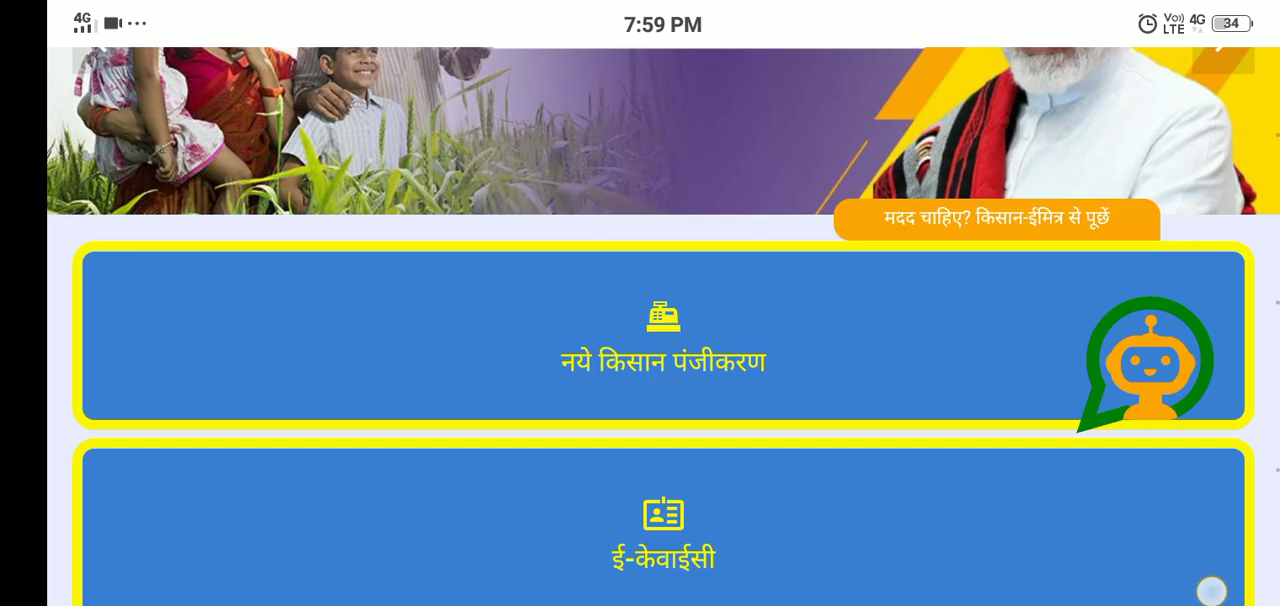 4G
7:59 PM
Vo)) LTE 4G 34
मदद चाहिए? किसान-ईमित्र से पूछें
नये किसान पंजीकरण
ई-केवाईसी